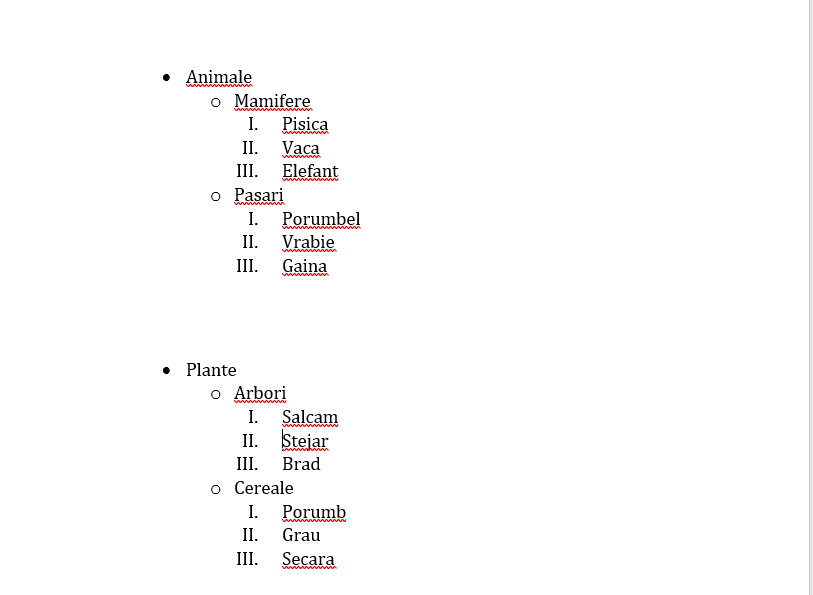 • Animale
o Mamifere
I. Pisica
II. Vaca
III. Elefant
o Pasari
I. Porumbel
II. Vrabie
III. Gaina
• Plante
o Arbori
I. Salcam
II. Stejar
III. Brad
o Cereale
I. Porumb
II. Grau
III. Secara